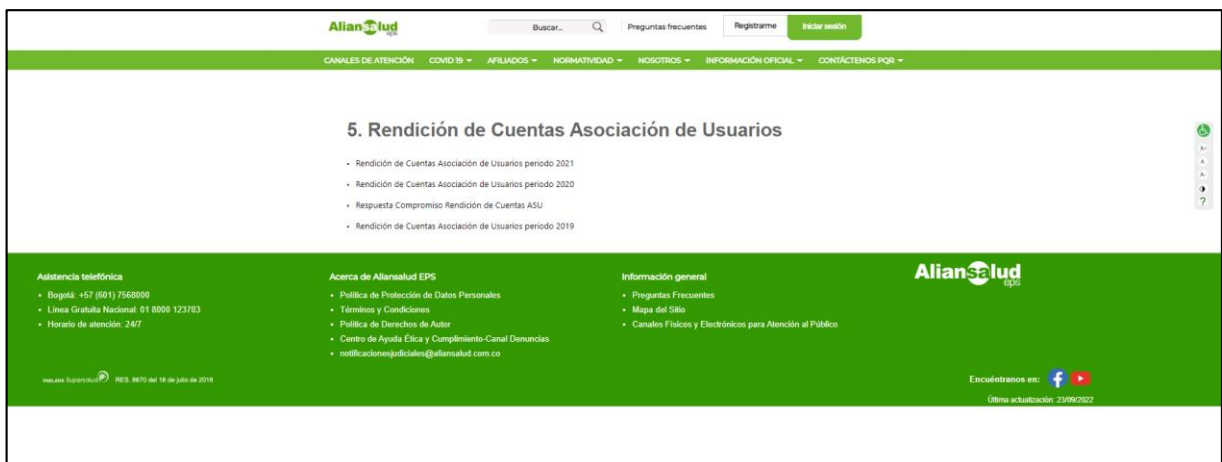 Aliansalud
eps
Buscar...
Preguntas frecuentes
Registrarme
Iniciar sesión
CANALES DE ATENCIÓN
COVID 19
AFILIADOS
NORMATIVIDAD
NOSOTROS
INFORMACIÓN OFICIAL
CONTÁCTENOS PQR
5. Rendición de Cuentas Asociación de Usuarios
• Rendición de Cuentas Asociación de Usuarios periodo 2021
• Rendición de Cuentas Asociación de Usuarios periodo 2020
• Respuesta Compromiso Rendición de Cuentas ASU
• Rendición de Cuentas Asociación de Usuarios periodo 2019
A+
A
A-
?
Asistencia telefónica
• Bogotá: +57 (601) 7568000
• Línea Gratuita Nacional: 01 8000 123703
• Horario de atención: 24/7
Acerca de Aliansalud EPS
• Política de Protección de Datos Personales
• Términos y Condiciones
• Política de Derechos de Autor
• Centro de Ayuda Ética y Cumplimiento-Canal Denuncias
• notificacionesjudiciales@aliansalud.com.co
Información general
• Preguntas Frecuentes
• Mapa del Sitio
• Canales Físicos y Electrónicos para Atención al Público
Aliansalud
eps
VIGILADO Supersalud
RES. 8670 del 18 de julio de 2018
Encuéntranos en:
Última actualización: 23/09/2022